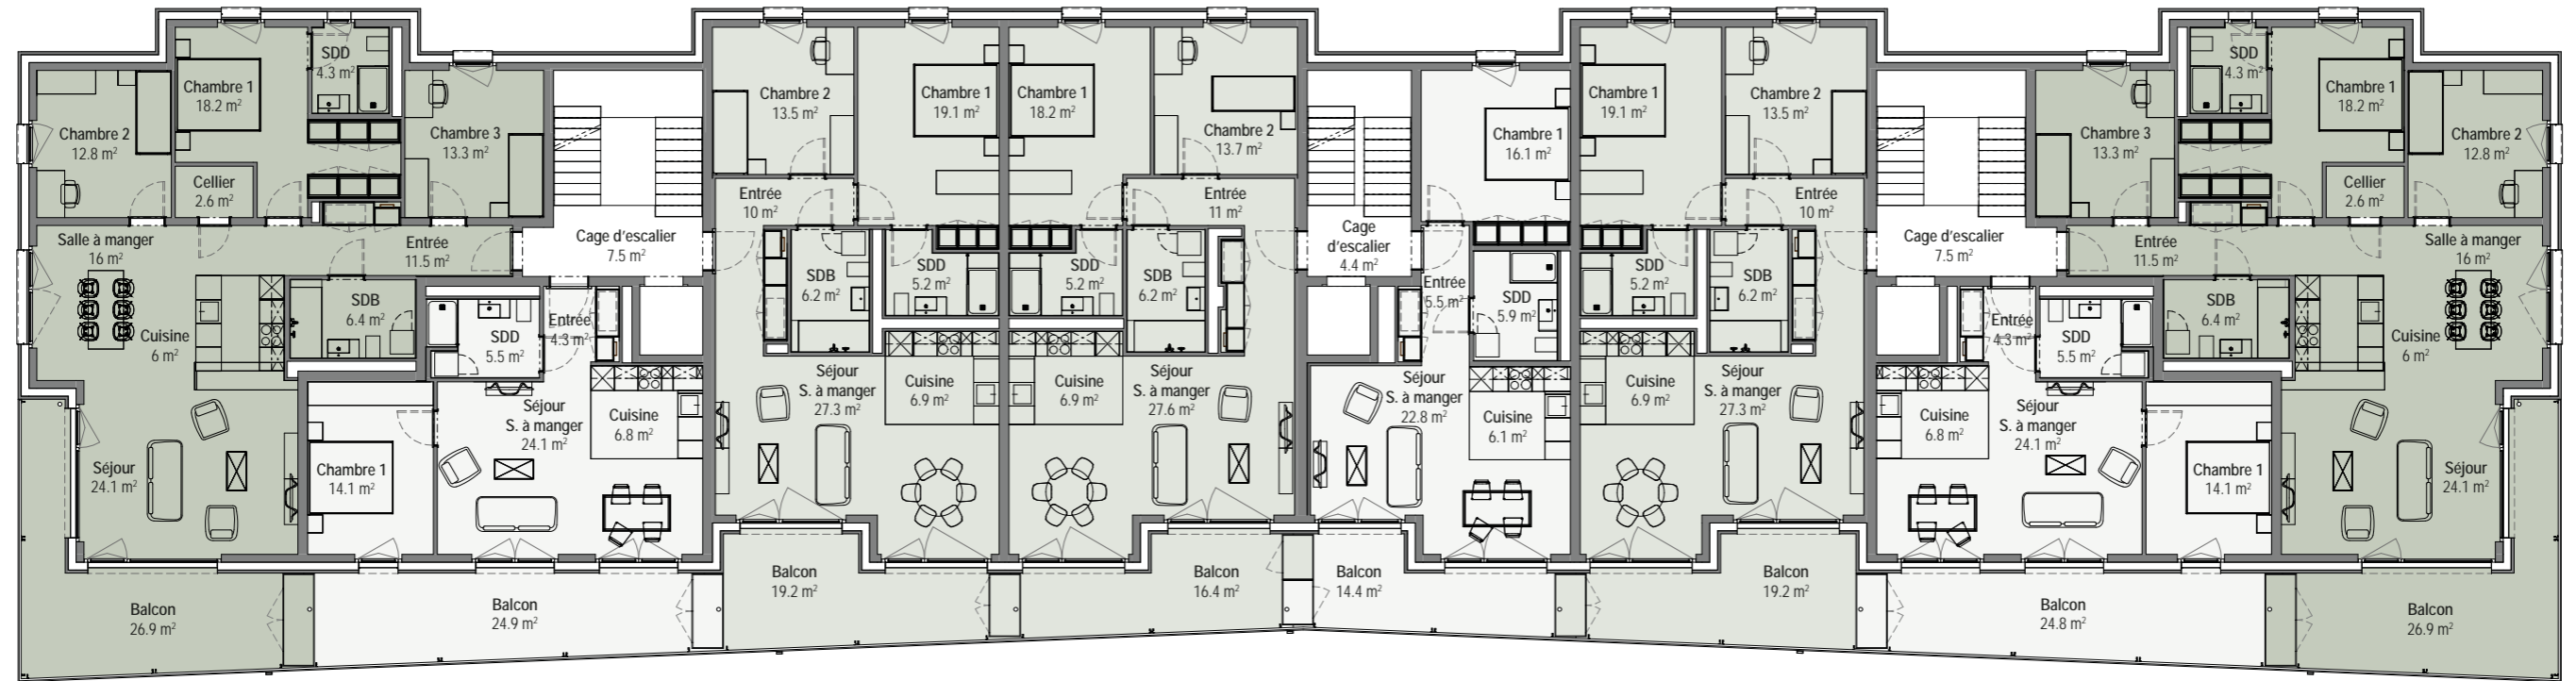 Chambre 2
12.8 m²
Chambre 1
18.2 m²
SDD
4.3 m²
Chambre 3
13.3 m²
Cellier
2.6 m²
Salle à manger
16 m²
Entrée
11.5 m²
Cuisine
6 m²
SDB
6.4 m²
Séjour
24.1 m²
Balcon
26.9 m²
Cage d'escalier
7.5 m²
SDD
5.5 m²
Entrée
4.3 m²
Chambre 1
14.1 m²
Séjour
S. à manger
24.1 m²
Cuisine
6.8 m²
Balcon
24.9 m²
Chambre 2
13.5 m²
Chambre 1
19.1 m²
Entrée
10 m²
SDB
6.2 m²
SDD
5.2 m²
Séjour
S. à manger
27.3 m²
Cuisine
6.9 m²
Balcon
19.2 m²
Chambre 1
18.2 m²
Chambre 2
13.7 m²
Entrée
11 m²
SDD
5.2 m²
SDB
6.2 m²
Cuisine
6.9 m²
Séjour
S. à manger
27.6 m²
Balcon
16.4 m²
Cage
d'escalier
4.4 m²
Chambre 1
16.1 m²
Entrée
5.5 m²
SDD
5.9 m²
Séjour
S. à manger
22.8 m²
Cuisine
6.1 m²
Balcon
14.4 m²
Chambre 1
19.1 m²
Chambre 2
13.5 m²
Entrée
10 m²
SDD
5.2 m²
SDB
6.2 m²
Cuisine
6.9 m²
Séjour
S. à manger
27.3 m²
Balcon
19.2 m²
Cage d'escalier
7.5 m²
Entrée
4.3 m²
SDD
5.5 m²
Cuisine
6.8 m²
Séjour
S. à manger
24.1 m²
Chambre 1
14.1 m²
Balcon
24.8 m²
Chambre 3
13.3 m²
SDD
4.3 m²
Chambre 1
18.2 m²
Chambre 2
12.8 m²
Cellier
2.6 m²
Entrée
11.5 m²
Salle à manger
16 m²
SDB
6.4 m²
Cuisine
6 m²
Séjour
24.1 m²
Balcon
26.9 m²